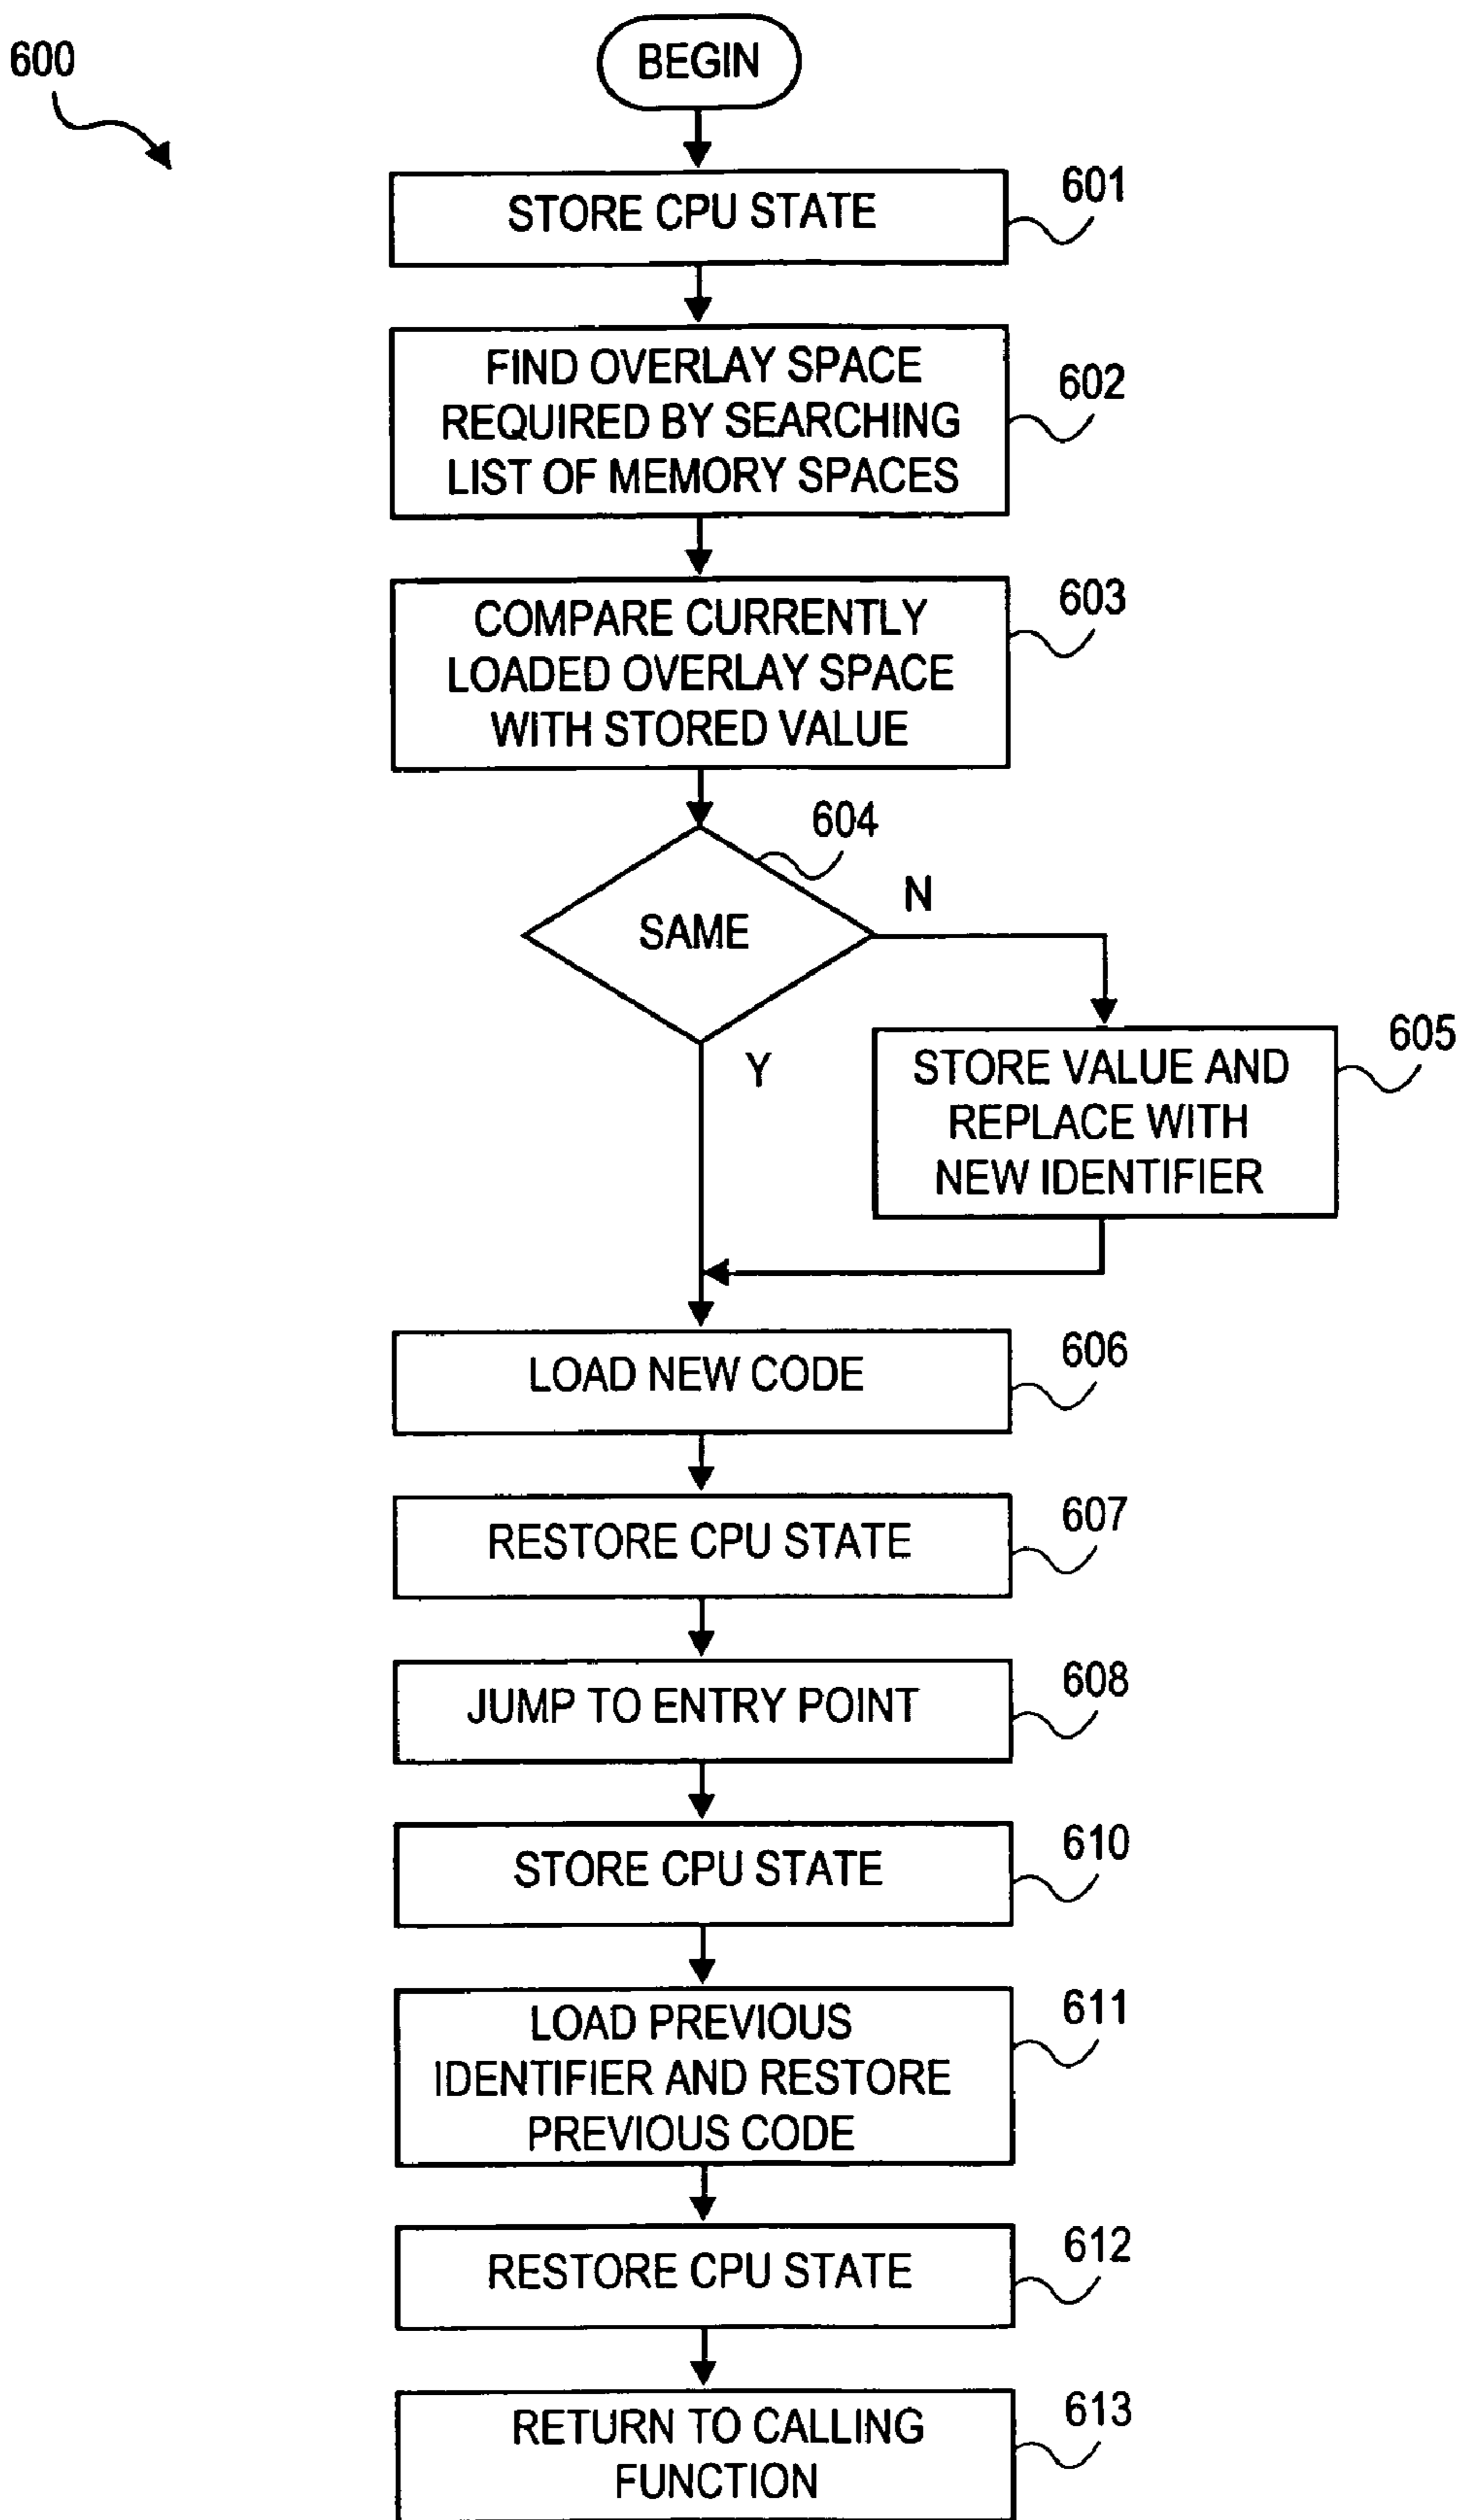 600
BEGIN
STORE CPU STATE
601
FIND OVERLAY SPACE
REQUIRED BY SEARCHING
LIST OF MEMORY SPACES
602
COMPARE CURRENTLY
LOADED OVERLAY SPACE
WITH STORED VALUE
603
604
SAME
N
Y
STORE VALUE AND
REPLACE WITH
NEW IDENTIFIER
605
LOAD NEW CODE
606
RESTORE CPU STATE
607
JUMP TO ENTRY POINT
608
STORE CPU STATE
610
LOAD PREVIOUS
IDENTIFIER AND RESTORE
PREVIOUS CODE
611
RESTORE CPU STATE
612
RETURN TO CALLING
FUNCTION
613